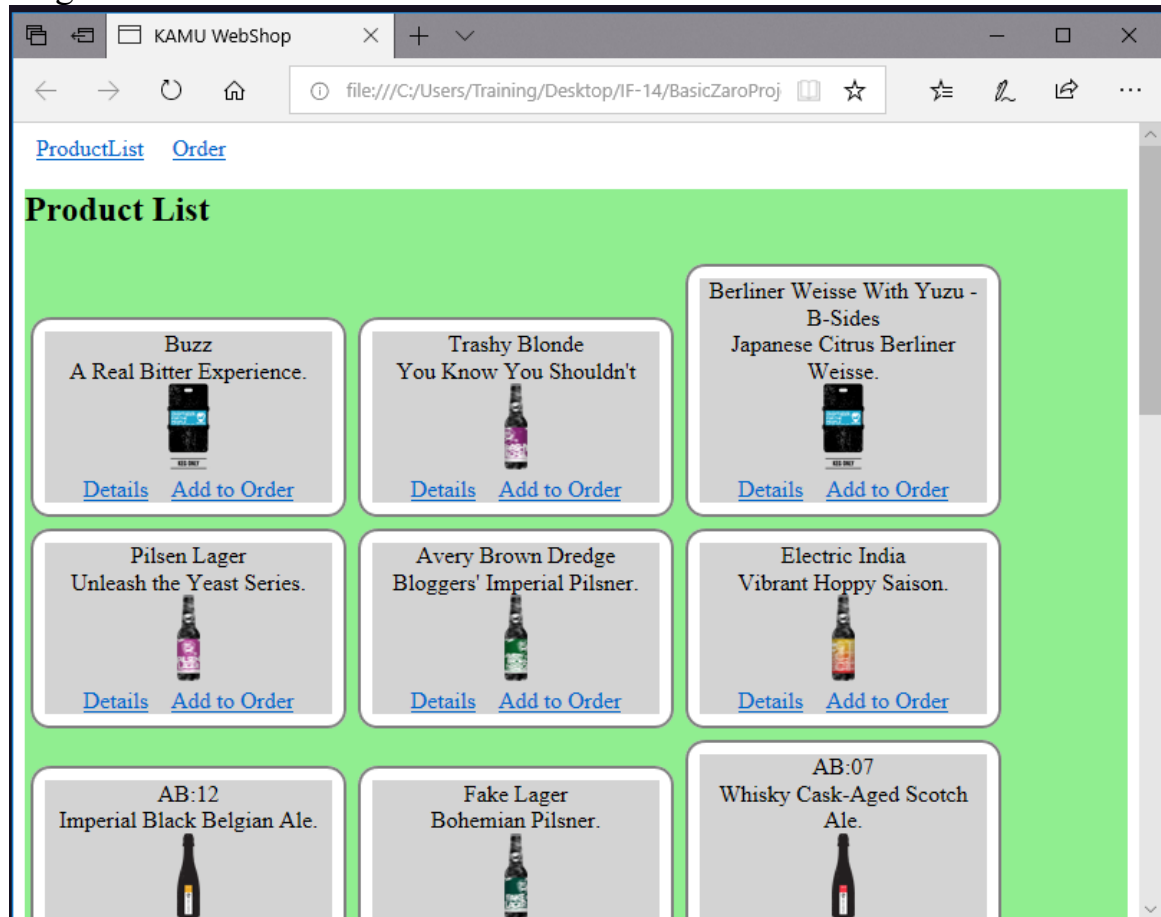 KAMU WebShop
file:///C:/Users/Training/Desktop/IF-14/BasicZaroProj
ProductList Order
Product List
Buzz
A Real Bitter Experience.
Details Add to Order
Trashy Blonde
You Know You Shouldn't
Details Add to Order
Berliner Weisse With Yuzu -
B-Sides
Japanese Citrus Berliner
Weisse.
KEG ONLY
Details Add to Order
Pilsen Lager
Unleash the Yeast Series.
Details Add to Order
Avery Brown Dredge
Bloggers' Imperial Pilsner.
Details Add to Order
Electric India
Vibrant Hoppy Saison.
Details Add to Order
AB:12
Imperial Black Belgian Ale.
Fake Lager
Bohemian Pilsner.
AB:07
Whisky Cask-Aged Scotch
Ale.